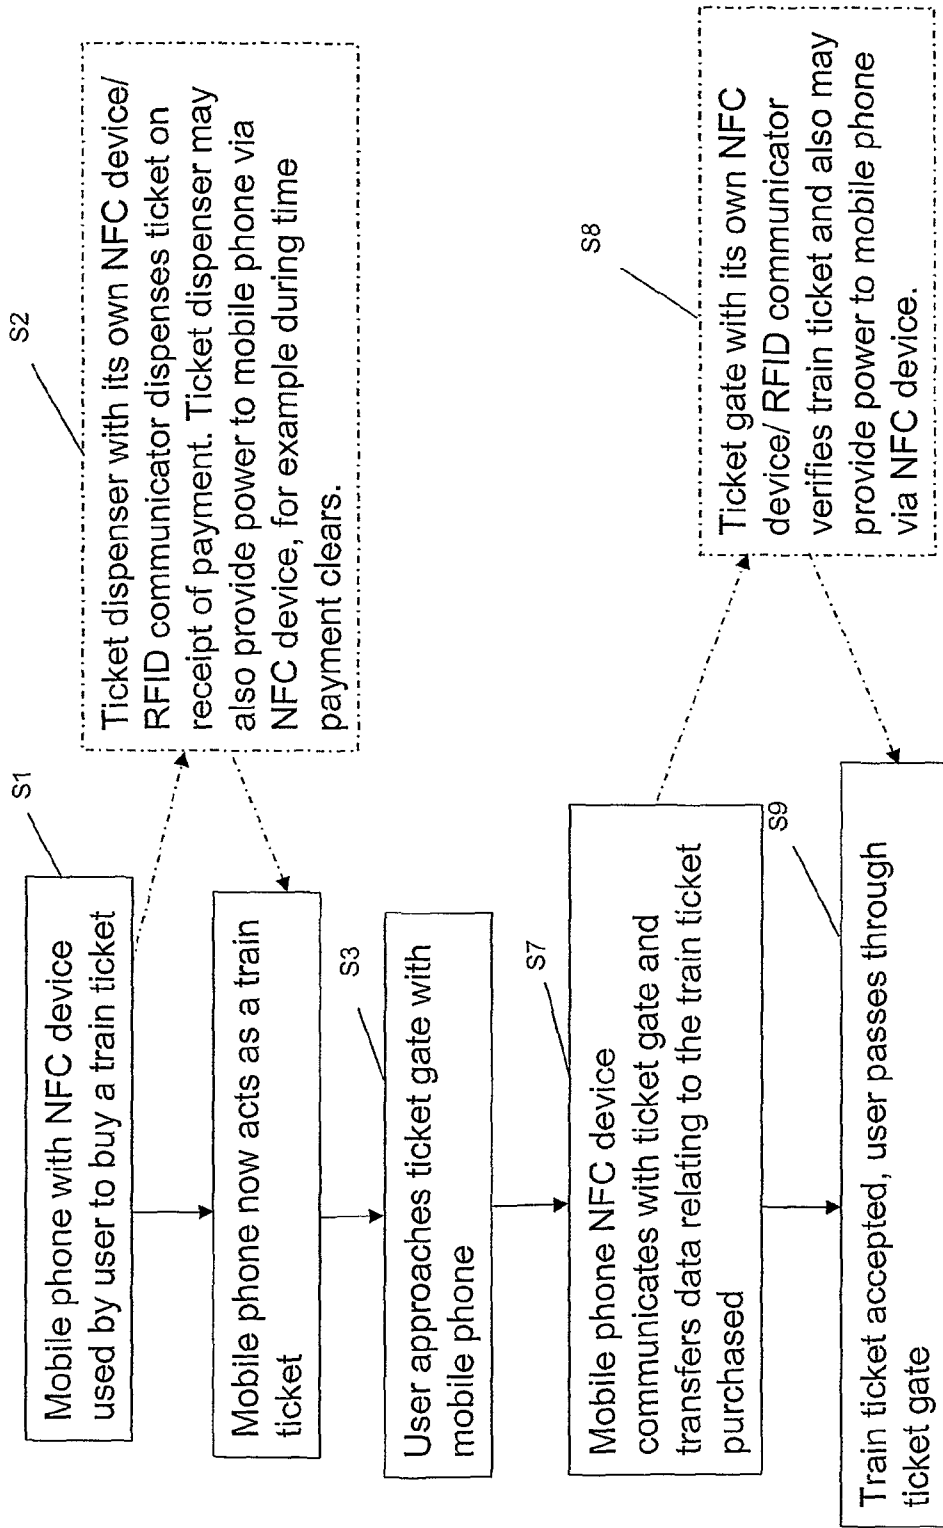 S1
Mobile phone with NFC device
used by user to buy a train ticket
S2
Ticket dispenser with its own NFC device/
RFID communicator dispenses ticket on
receipt of payment. Ticket dispenser may
also provide power to mobile phone via
NFC device, for example during time
payment clears.
Mobile phone now acts as a train
ticket
S3
User approaches ticket gate with
mobile phone
S7
Mobile phone NFC device
communicates with ticket gate and
transfers data relating to the train ticket
purchased
S8
Ticket gate with its own NFC
device/ RFID communicator
verifies train ticket and also may
provide power to mobile phone
via NFC device.
S9
Train ticket accepted, user passes through
ticket gate